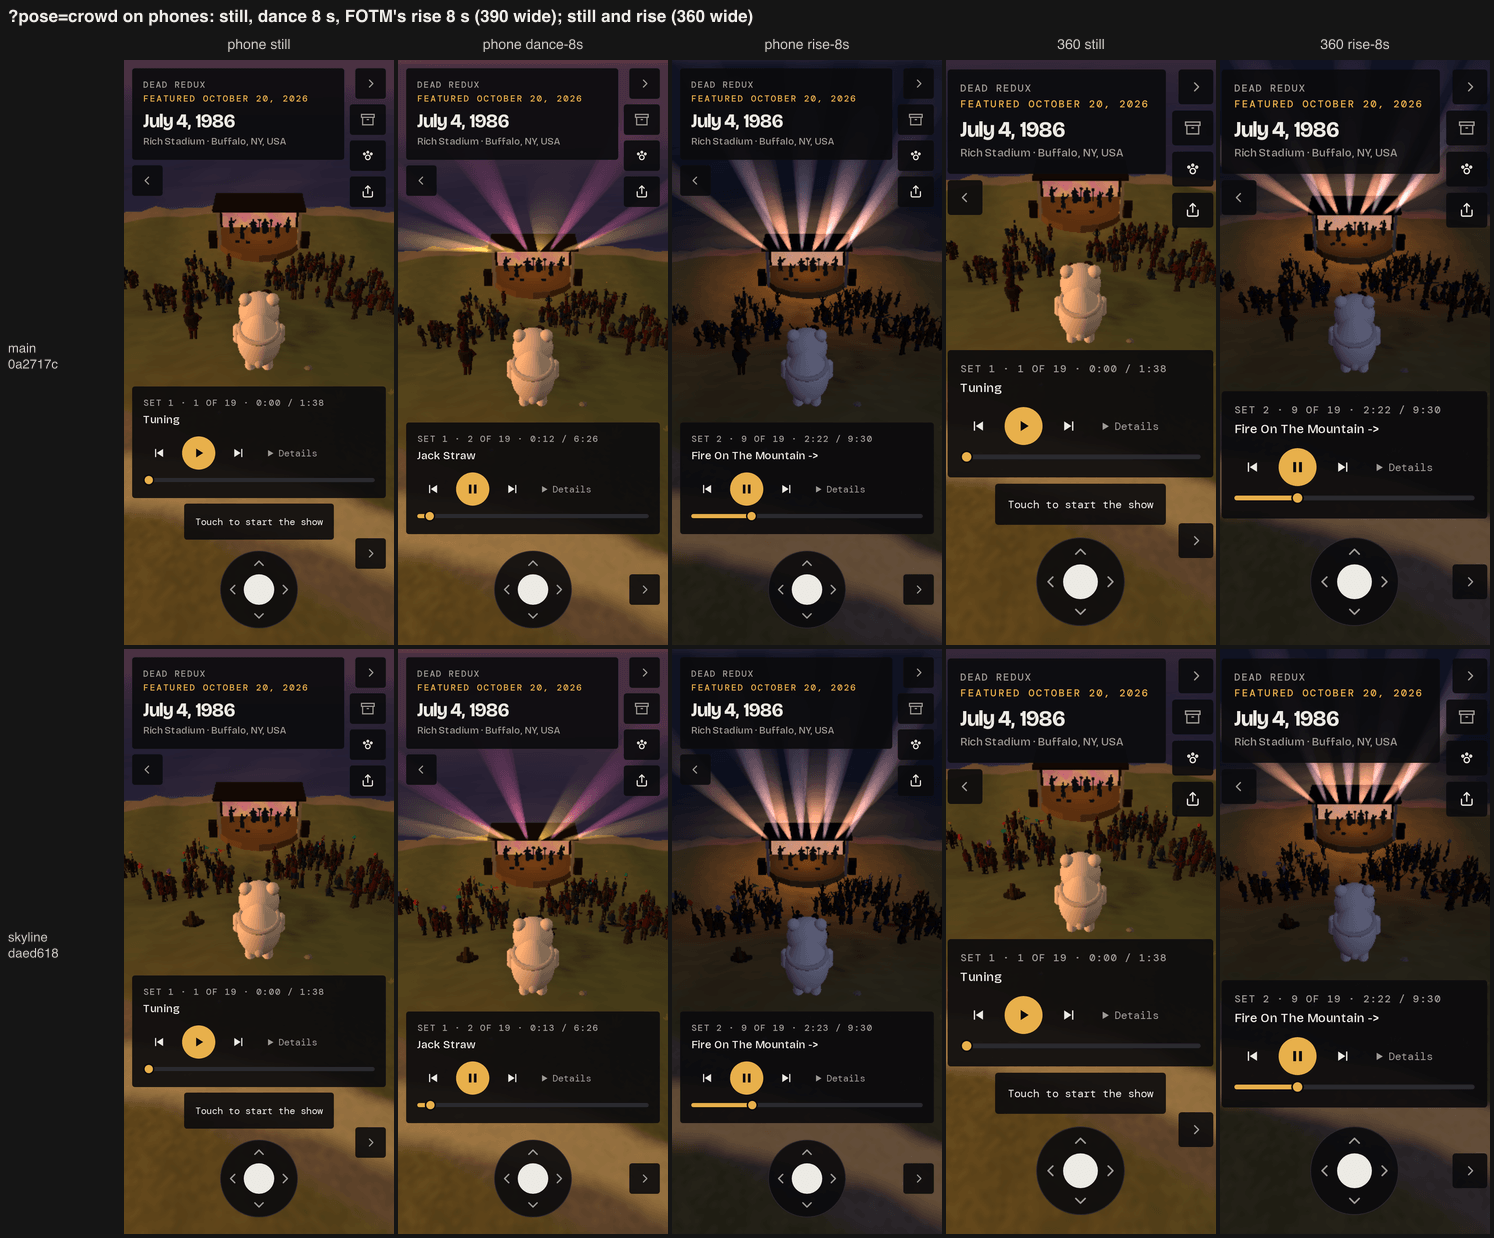 ?pose=crowd on phones: still, dance 8 s, FOTM's rise 8 s (390 wide); still and rise (360 wide)
phone still
phone dance-8s
phone rise-8s
360 still
360 rise-8s
main
0a2717c
DEAD REDUX
FEATURED OCTOBER 20, 2026
July 4, 1986
Rich Stadium · Buffalo, NY, USA
SET 1 · 1 OF 19 · 0:00 / 1:38
Tuning
Details
Touch to start the show
DEAD REDUX
FEATURED OCTOBER 20, 2026
July 4, 1986
Rich Stadium · Buffalo, NY, USA
SET 1 · 2 OF 19 · 0:12 / 6:26
Jack Straw
Details
DEAD REDUX
FEATURED OCTOBER 20, 2026
July 4, 1986
Rich Stadium · Buffalo, NY, USA
SET 2 · 9 OF 19 · 2:22 / 9:30
Fire On The Mountain ->
Details
DEAD REDUX
FEATURED OCTOBER 20, 2026
July 4, 1986
Rich Stadium · Buffalo, NY, USA
SET 1 · 1 OF 19 · 0:00 / 1:38
Tuning
Details
Touch to start the show
DEAD REDUX
FEATURED OCTOBER 20, 2026
July 4, 1986
Rich Stadium · Buffalo, NY, USA
SET 2 · 9 OF 19 · 2:22 / 9:30
Fire On The Mountain ->
Details
skyline
daed618
DEAD REDUX
FEATURED OCTOBER 20, 2026
July 4, 1986
Rich Stadium · Buffalo, NY, USA
SET 1 · 1 OF 19 · 0:00 / 1:38
Tuning
Details
Touch to start the show
DEAD REDUX
FEATURED OCTOBER 20, 2026
July 4, 1986
Rich Stadium · Buffalo, NY, USA
SET 1 · 2 OF 19 · 0:13 / 6:26
Jack Straw
Details
DEAD REDUX
FEATURED OCTOBER 20, 2026
July 4, 1986
Rich Stadium · Buffalo, NY, USA
SET 2 · 9 OF 19 · 2:23 / 9:30
Fire On The Mountain ->
Details
DEAD REDUX
FEATURED OCTOBER 20, 2026
July 4, 1986
Rich Stadium · Buffalo, NY, USA
SET 1 · 1 OF 19 · 0:00 / 1:38
Tuning
Details
Touch to start the show
DEAD REDUX
FEATURED OCTOBER 20, 2026
July 4, 1986
Rich Stadium · Buffalo, NY, USA
SET 2 · 9 OF 19 · 2:22 / 9:30
Fire On The Mountain ->
Details